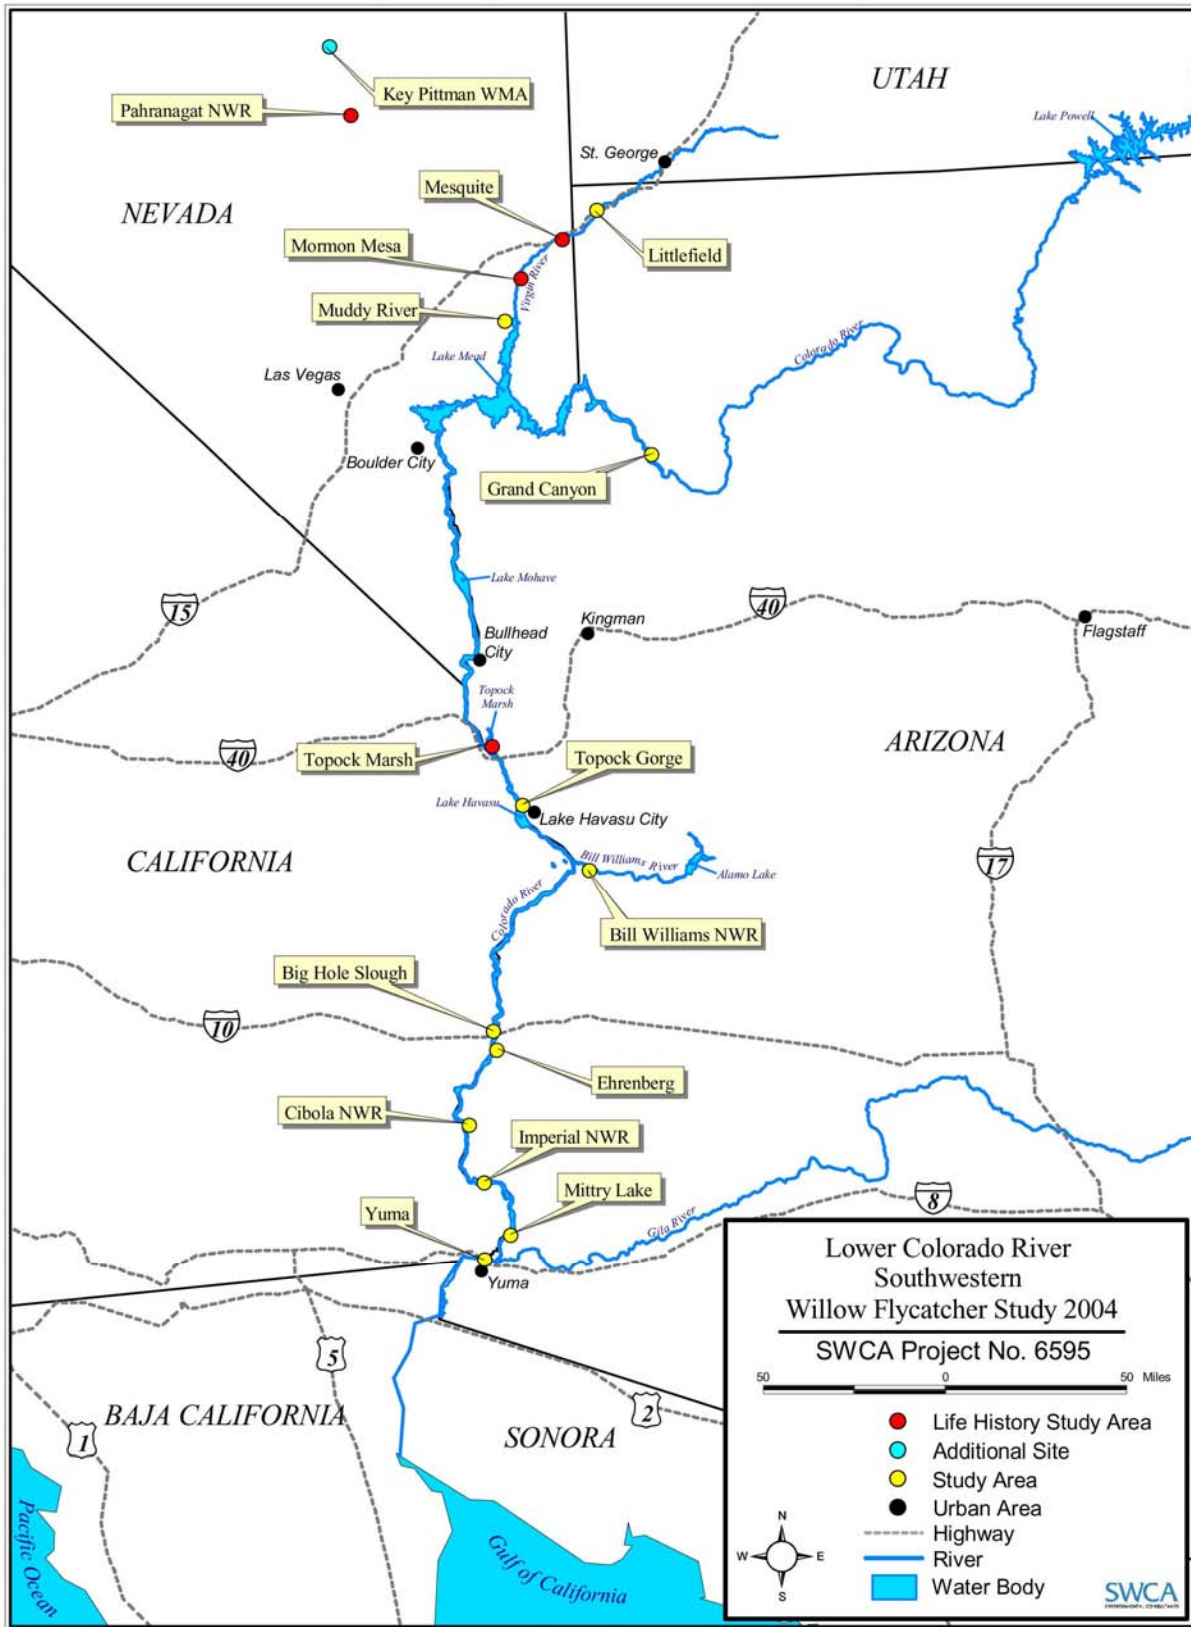 UTAH
Key Pittman WMA
Pahranagat NWR
Lake Powell
St. George
Mesquite
NEVADA
Mormon Mesa
Littlefield
Virgin River
Muddy River
Lake Mead
Colorado River
Las Vegas
Boulder City
Grand Canyon
Lake Mohave
15
40
Kingman
Flagstaff
Bullhead
City
Topock
Marsh
40
Topock Marsh
Topock Gorge
ARIZONA
Lake Havasu
Lake Havasu City
CALIFORNIA
Bill Williams River
Alamo Lake
17
Colorado River
Bill Williams NWR
Big Hole Slough
10
Ehrenberg
Cibola NWR
Imperial NWR
Mittry Lake
8
Yuma
Gila River
Yuma
5
2
1
BAJA CALIFORNIA
SONORA
Pacific Ocean
Gulf of California
Lower Colorado River
Southwestern
Willow Flycatcher Study 2004
SWCA Project No. 6595
50 0 50 Miles
Life History Study Area
Additional Site
Study Area
Urban Area
Highway
River
Water Body
N
W E
S
SWCA
ENVIRONMENTAL CONSULTANTS